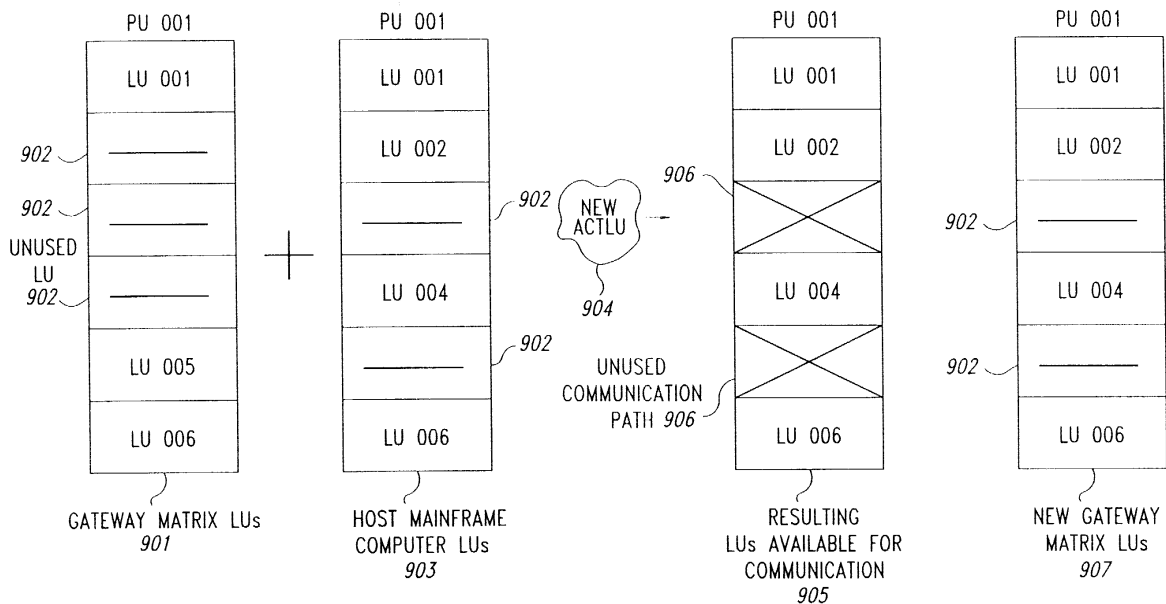 PU 001
LU 001
902
902
UNUSED
LU
902
LU 005
LU 006
GATEWAY MATRIX LUs
901
PU 001
LU 001
LU 002
902
LU 004
902
LU 006
HOST MAINFRAME
COMPUTER LUs
903
NEW
ACTLU
904
PU 001
LU 001
LU 002
906
LU 004
UNUSED
COMMUNICATION
PATH 906
LU 006
RESULTING
LUs AVAILABLE FOR
COMMUNICATION
905
PU 001
LU 001
LU 002
902
LU 004
902
LU 006
NEW GATEWAY
MATRIX LUs
907